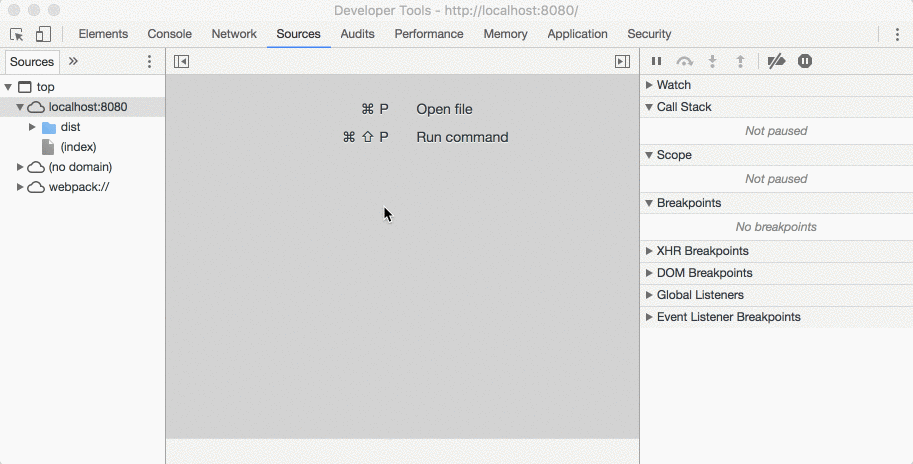 Developer Tools - http://localhost:8080/
Elements Console Network Sources Audits Performance Memory Application Security
Sources »
top
localhost:8080
dist
(index)
(no domain)
webpack://
⌘ P Open file
⌘ ⇧ P Run command
Watch
Call Stack
Not paused
Scope
Not paused
Breakpoints
No breakpoints
XHR Breakpoints
DOM Breakpoints
Global Listeners
Event Listener Breakpoints